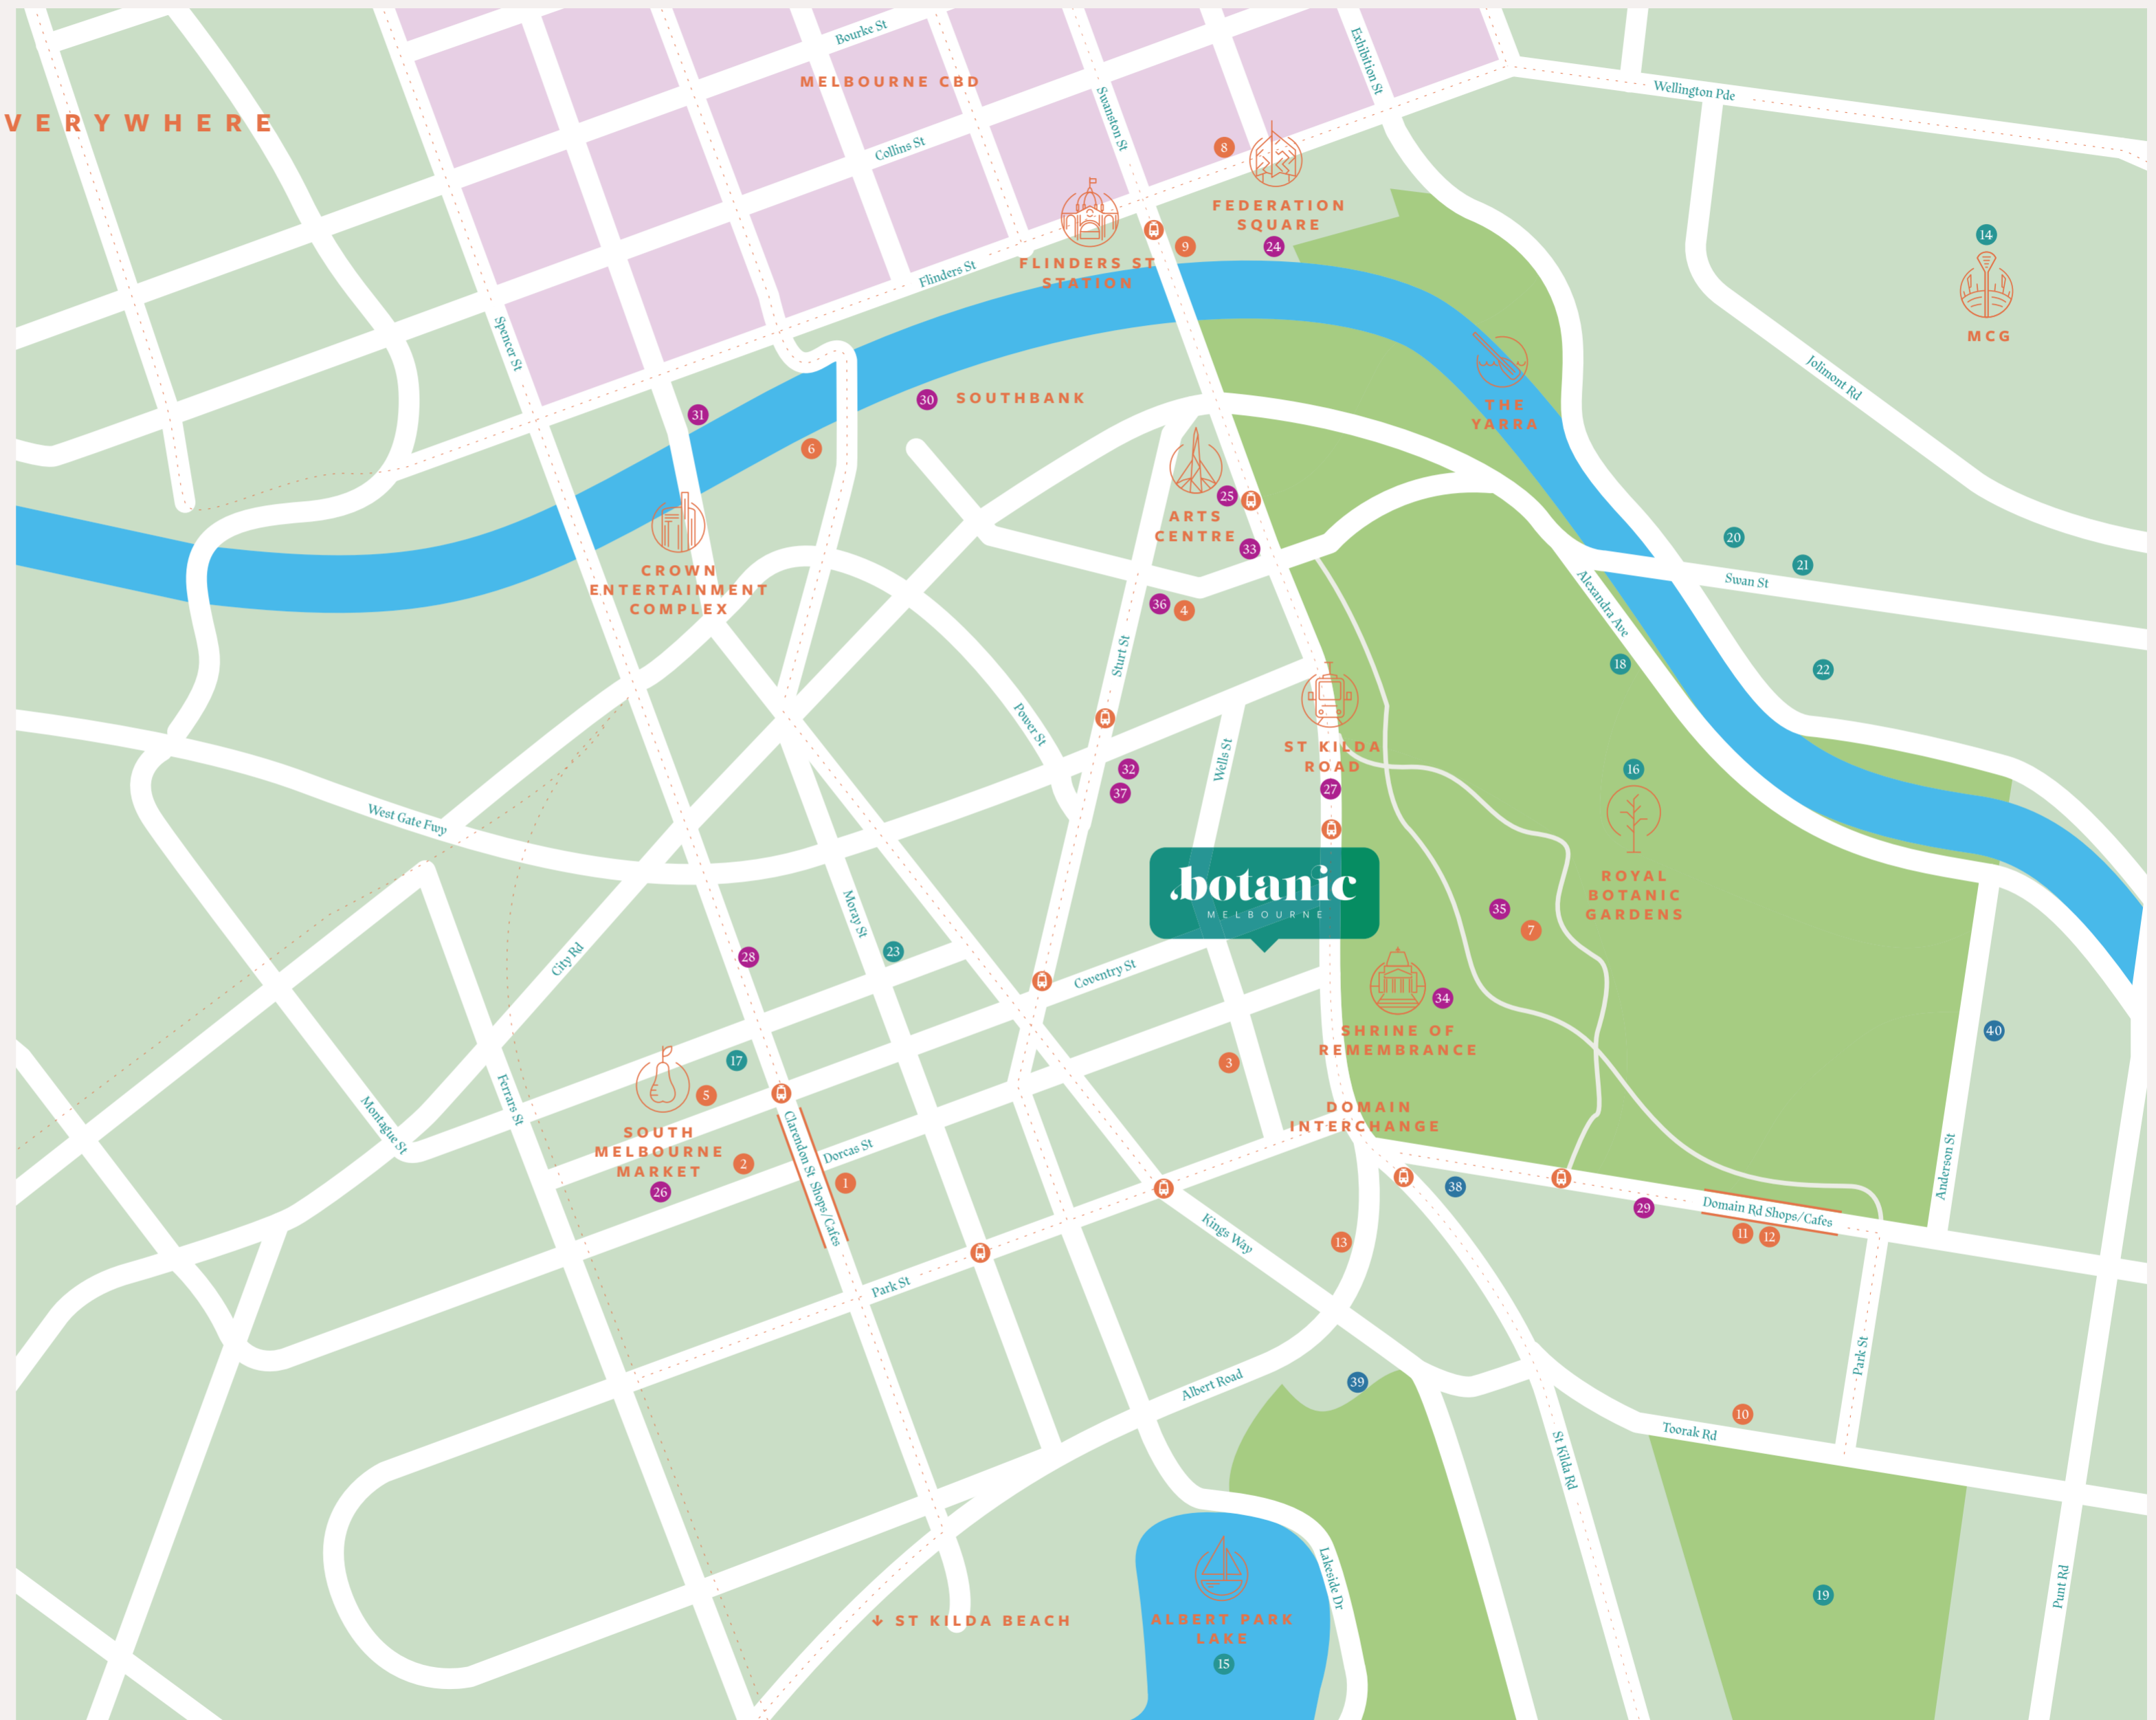 Bourke St
MELBOURNE CBD
Exhibition St
Wellington Pde
VERYWHERE
Swanston St
Collins St
8
FEDERATION
SQUARE
24
14
MCG
9
FLINDERS ST
STATION
Flinders St
Spencer St
31
30
SOUTHBANK
6
THE
YARRA
Jolimont Rd
25
ARTS
CENTRE
33
20
21
Swan St
CROWN
ENTERTAINMENT
COMPLEX
36
4
Alexandra Ave
18
22
Sturt St
Power St
Wells St
ST KILDA
ROAD
27
32
37
16
ROYAL
BOTANIC
GARDENS
West Gate Fwy
botanic
MELBOURNE
35
7
Moray St
City Rd
28
23
Coventry St
34
SHRINE OF
REMEMBRANCE
40
17
3
5
Ferrars St
Montague St
SOUTH
MELBOURNE
MARKET
26
2
Clarendon St Shops/Cafes
Dorcas St
1
DOMAIN
INTERCHANGE
38
29
Domain Rd Shops/Cafes
11
12
Anderson St
Kings Way
13
Park St
Park St
39
Albert Road
10
Toorak Rd
St Kilda Rd
Lakeside Dr
Punt Rd
19
↓ ST KILDA BEACH
ALBERT PARK
LAKE
15